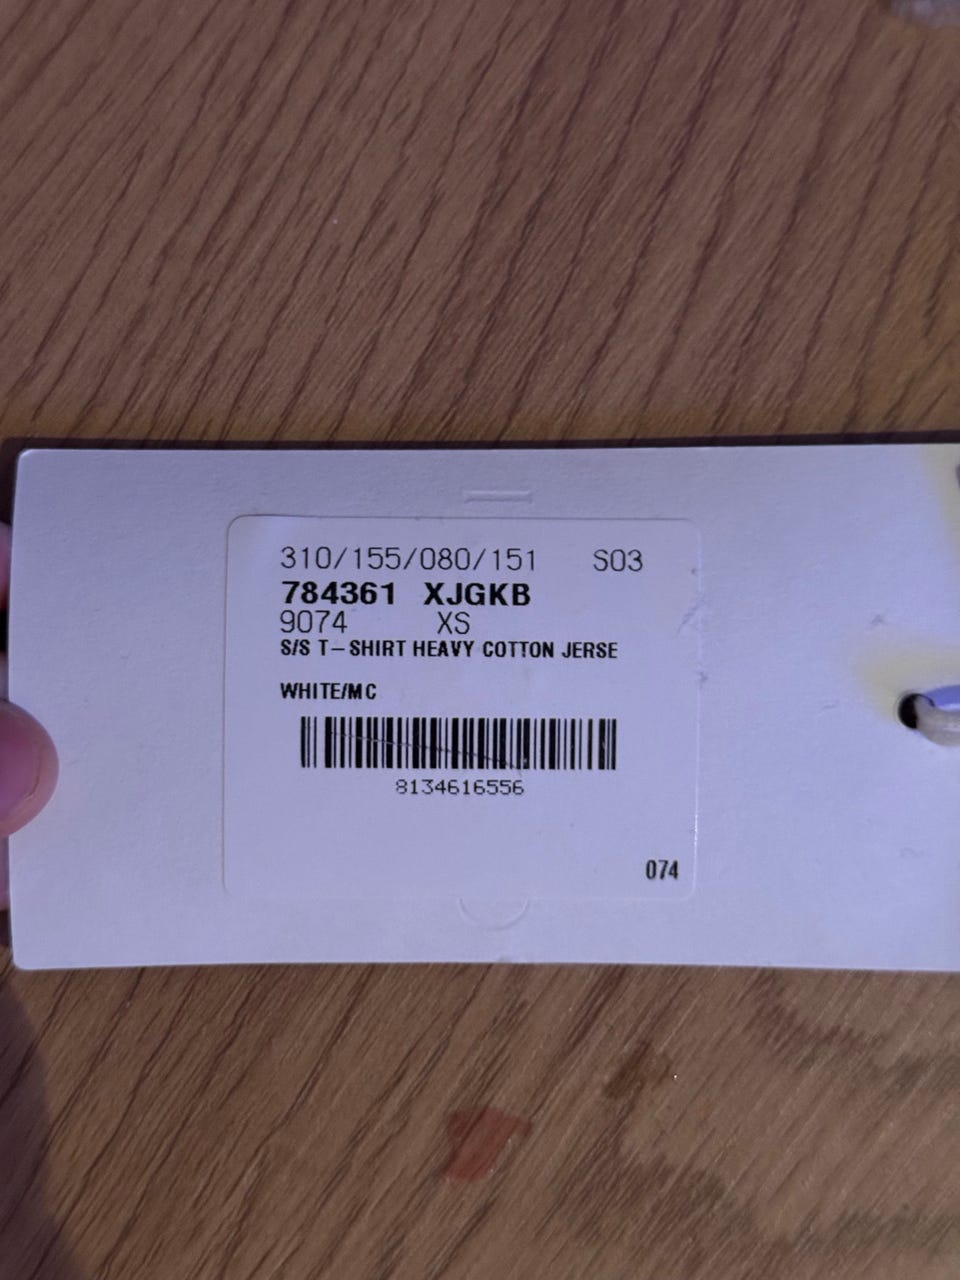 310/155/080/151 S03
784361 XJGKB
9074 XS
S/S T-SHIRT HEAVY COTTON JERSE
WHITE/MC
8134616556
074